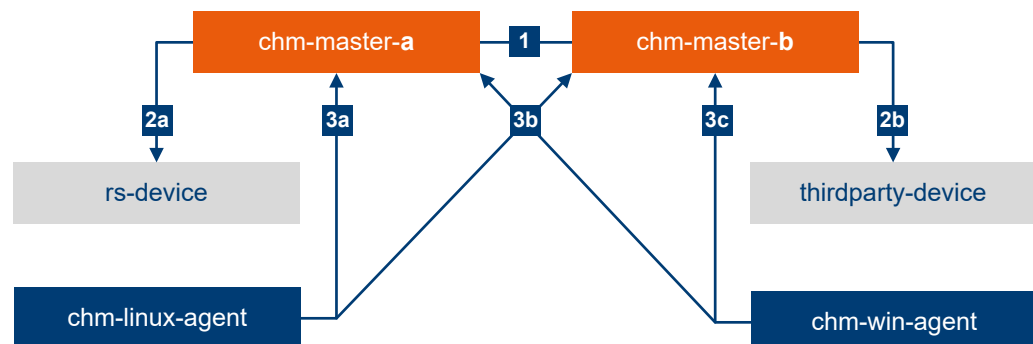 chm-master-a
1
chm-master-b
2a
3a
3b
3c
2b
rs-device
thirdparty-device
chm-linux-agent
chm-win-agent